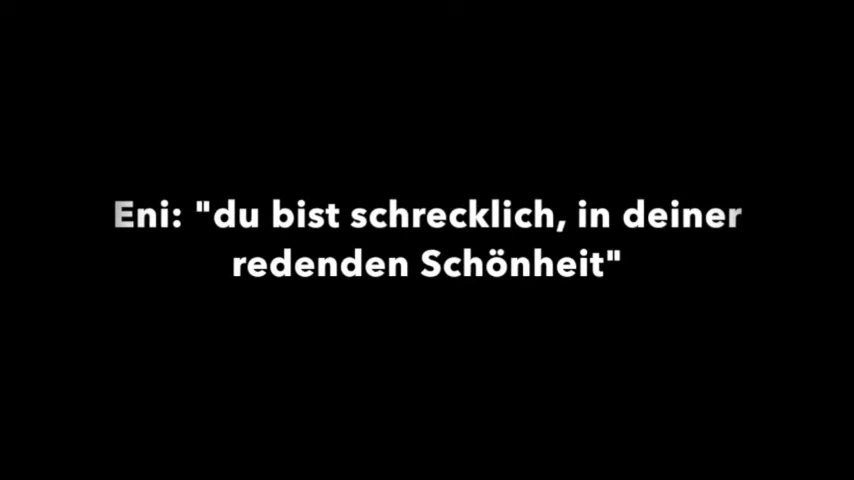 Eni: "du bist schrecklich, in deiner
redenden Schönheit"